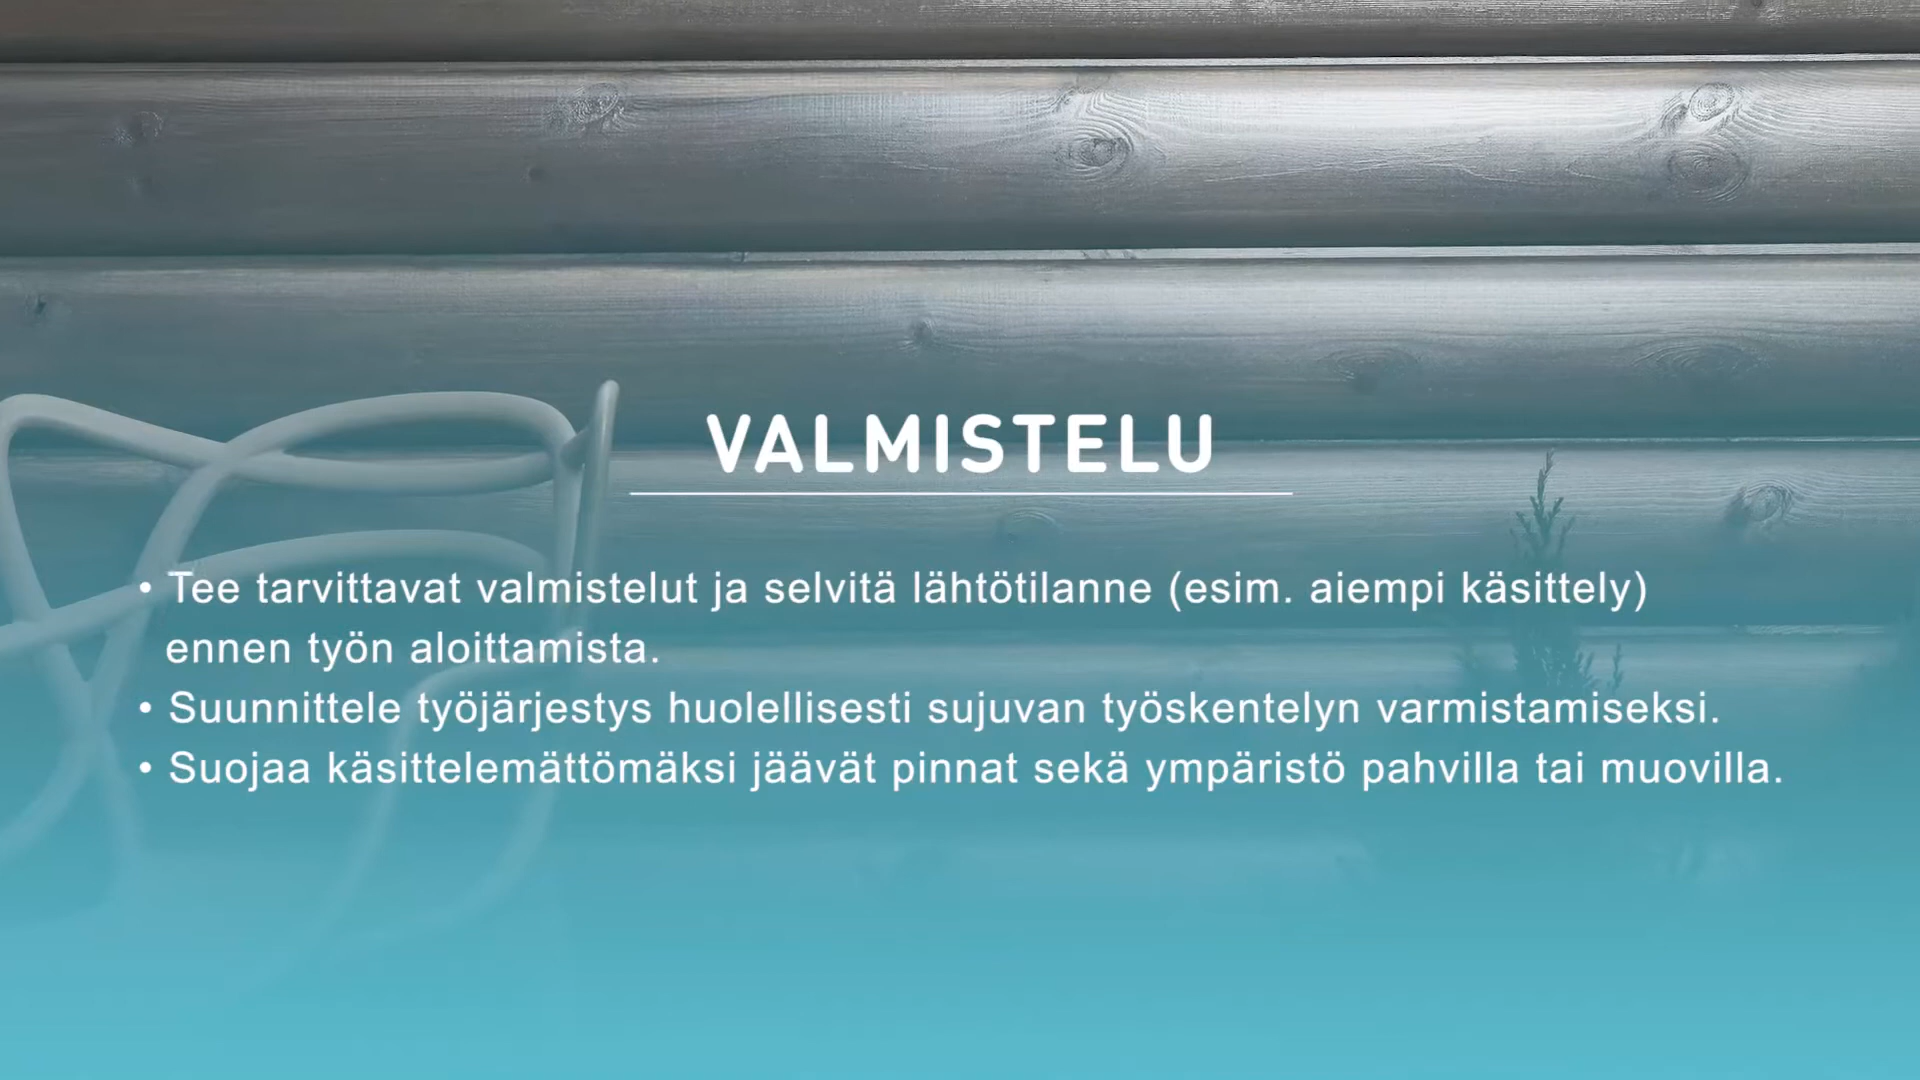 VALMISTELU
• Tee tarvittavat valmistelut ja selvitä lähtötilanne (esim. aiempi käsittely)
ennen työn aloittamista.
• Suunnittele työjärjestys huolellisesti sujuvan työskentelyn varmistamiseksi.
• Suojaa käsittelemättömäksi jäävät pinnat sekä ympäristö pahvilla tai muovilla.